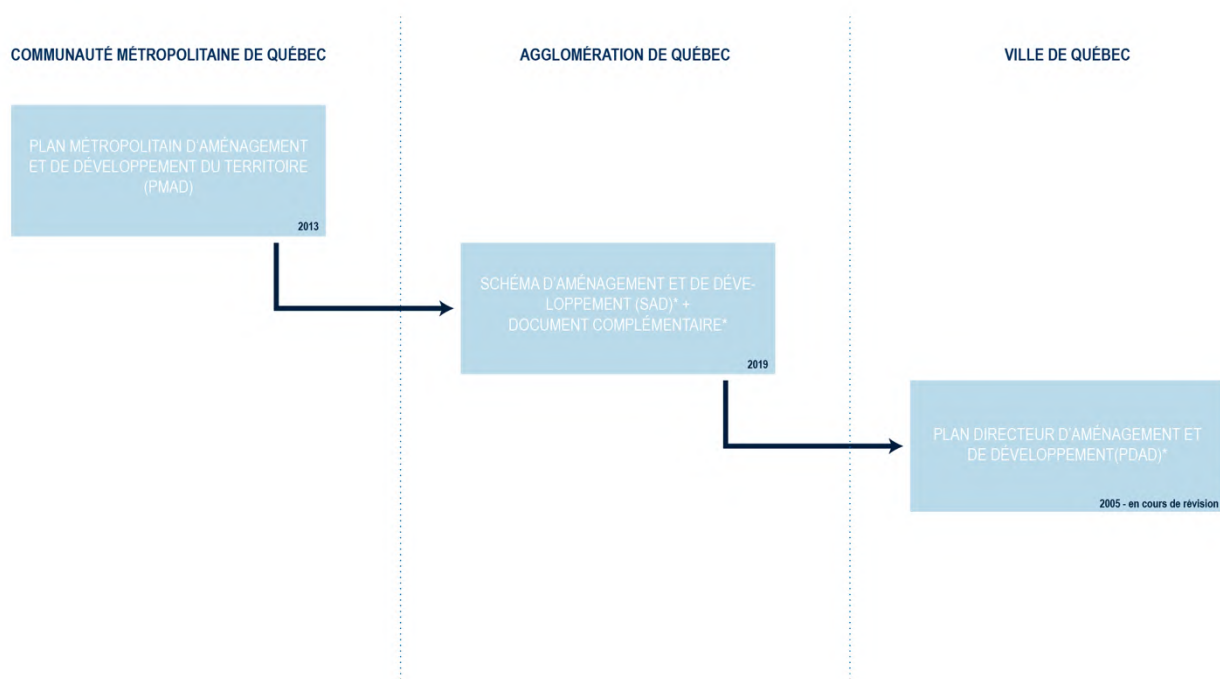 COMMUNAUTÉ MÉTROPOLITAINE DE QUÉBEC
AGGLOMÉRATION DE QUÉBEC
VILLE DE QUÉBEC
PLAN MÉTROPOLITAIN D'AMÉNAGEMENT
ET DE DÉVELOPPEMENT DU TERRITOIRE
(PMAD)
2013
SCHÉMA D'AMÉNAGEMENT ET DE DÉVE-
LOPPEMENT (SAD)* +
DOCUMENT COMPLÉMENTAIRE*
2019
PLAN DIRECTEUR D'AMÉNAGEMENT ET
DE DÉVELOPPEMENT(PDAD)*
2005 - en cours de révision